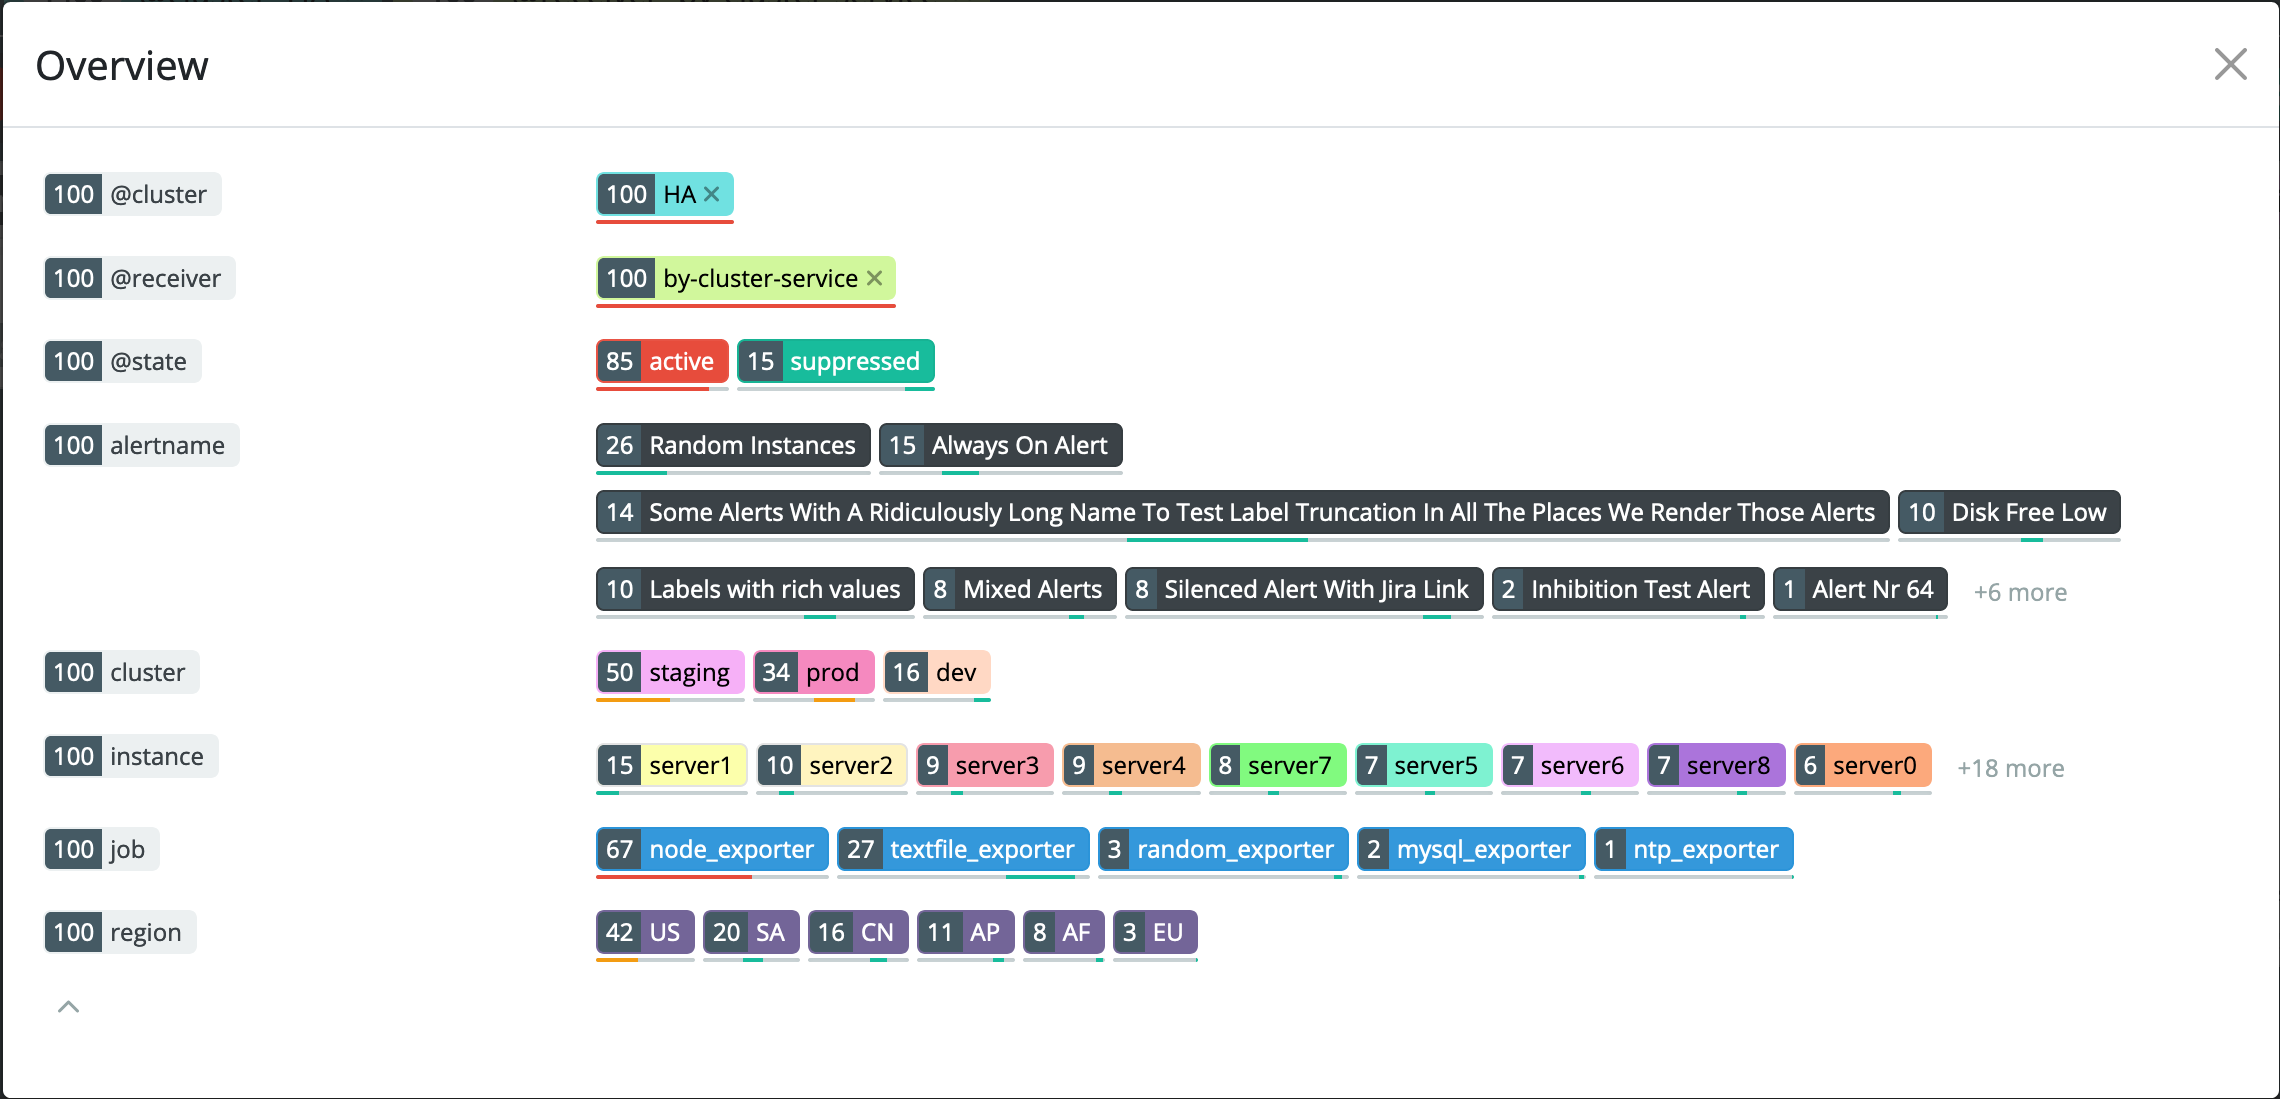 Overview
100 @cluster 100 HA
100 @receiver 100 by-cluster-service
100 @state 85 active 15 suppressed
100 alertname 26 Random Instances 15 Always On Alert
14 Some Alerts With A Ridiculously Long Name To Test Label Truncation In All The Places We Render Those Alerts 10 Disk Free Low
10 Labels with rich values 8 Mixed Alerts 8 Silenced Alert With Jira Link 2 Inhibition Test Alert 1 Alert Nr 64 +6 more
100 cluster 50 staging 34 prod 16 dev
100 instance 15 server1 10 server2 9 server3 9 server4 8 server7 7 server5 7 server6 7 server8 6 server0 +18 more
100 job 67 node_exporter 27 textfile_exporter 3 random_exporter 2 mysql_exporter 1 ntp_exporter
100 region 42 US 20 SA 16 CN 11 AP 8 AF 3 EU